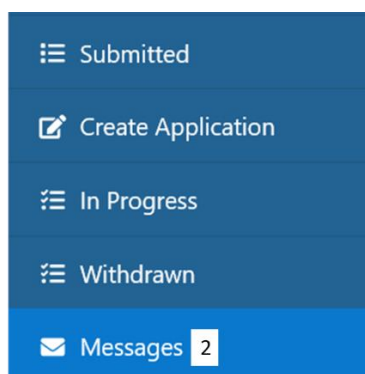 Submitted
Create Application
In Progress
Withdrawn
Messages 2